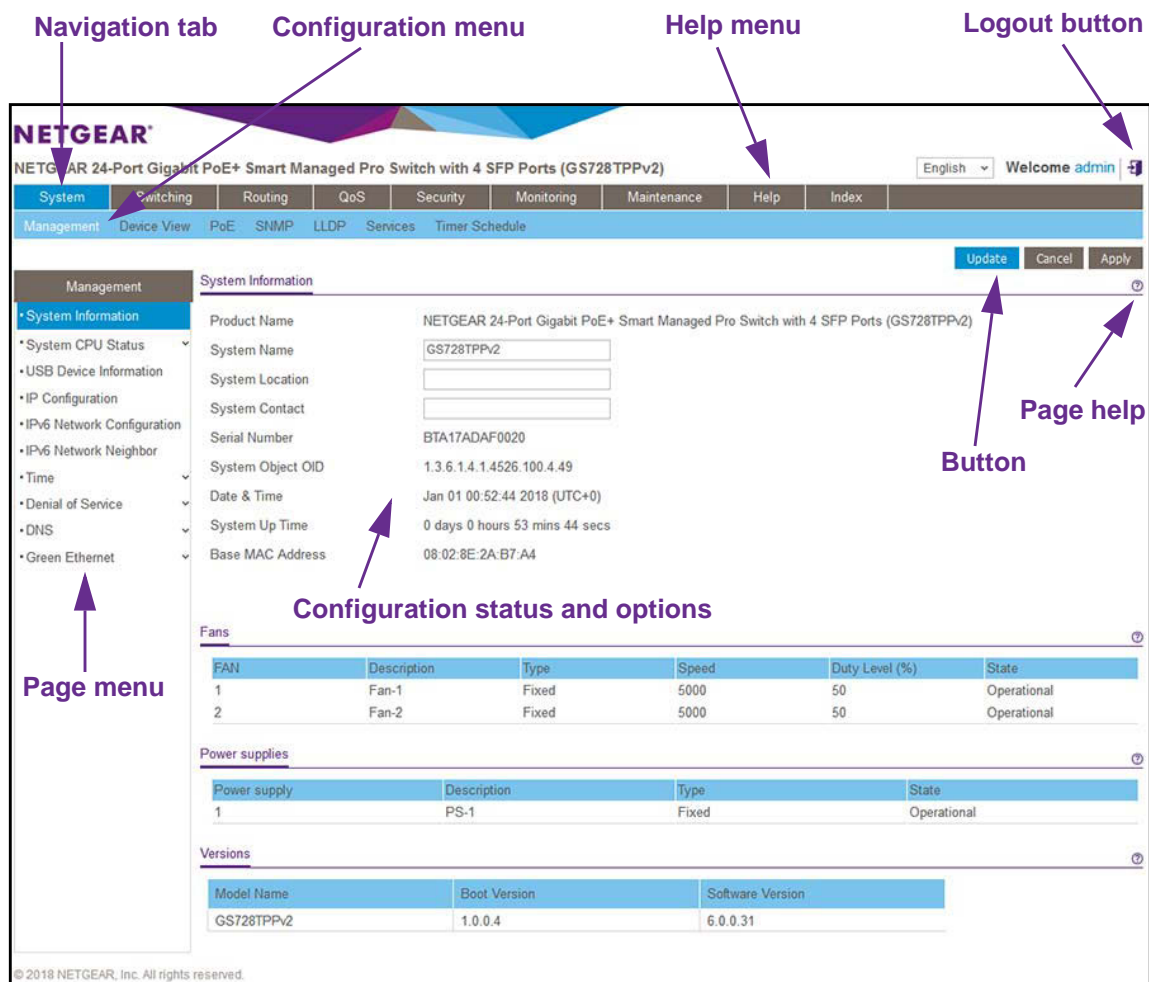 Navigation tab Configuration menu Help menu Logout button
NETGEAR®
NETGEAR 24-Port Gigabit PoE+ Smart Managed Pro Switch with 4 SFP Ports (GS728TPPv2) English Welcome admin
System Switching Routing QoS Security Monitoring Maintenance Help Index
Management Device View PoE SNMP LLDP Services Timer Schedule
Update Cancel Apply
Management
• System Information
• System CPU Status
• USB Device Information
• IP Configuration
• IPv6 Network Configuration
• IPv6 Network Neighbor
• Time
• Denial of Service
• DNS
• Green Ethernet
Page menu
System Information
Product Name NETGEAR 24-Port Gigabit PoE+ Smart Managed Pro Switch with 4 SFP Ports (GS728TPPv2)
System Name GS728TPPv2
System Location
System Contact
Serial Number BTA17ADAF0020
System Object OID 1.3.6.1.4.1.4526.100.4.49
Date & Time Jan 01 00:52:44 2018 (UTC+0)
System Up Time 0 days 0 hours 53 mins 44 secs
Base MAC Address 08:02:8E:2A:B7:A4
Page help
Button
Configuration status and options
Fans
FAN Description Type Speed Duty Level (%) State
1 Fan-1 Fixed 5000 50 Operational
2 Fan-2 Fixed 5000 50 Operational
Power supplies
Power supply Description Type State
1 PS-1 Fixed Operational
Versions
Model Name Boot Version Software Version
GS728TPPv2 1.0.0.4 6.0.0.31
© 2018 NETGEAR, Inc. All rights reserved.